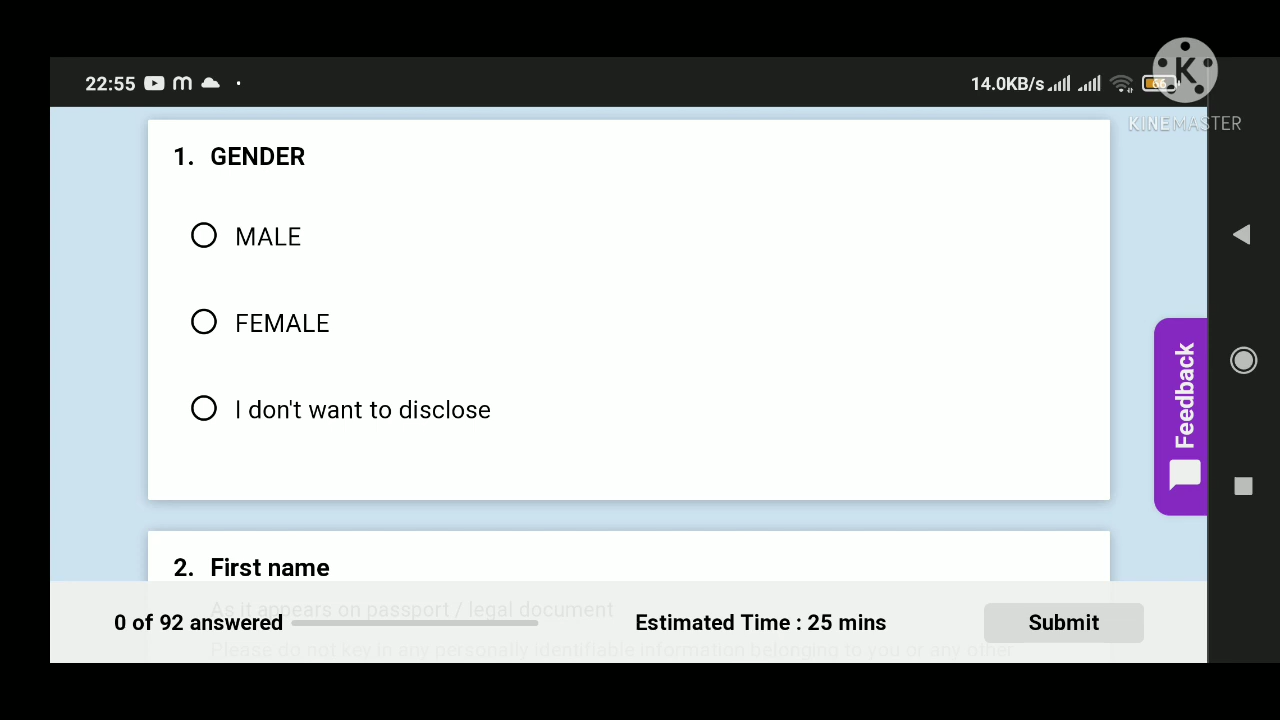 22:55
14.0KB/s
66
K
KINEMASTER
1. GENDER
MALE
FEMALE
I don't want to disclose
Feedback
2. First name
As it appears on passport / legal document
Please do not key in any personally identifiable information belonging to you or any other
0 of 92 answered
Estimated Time : 25 mins
Submit